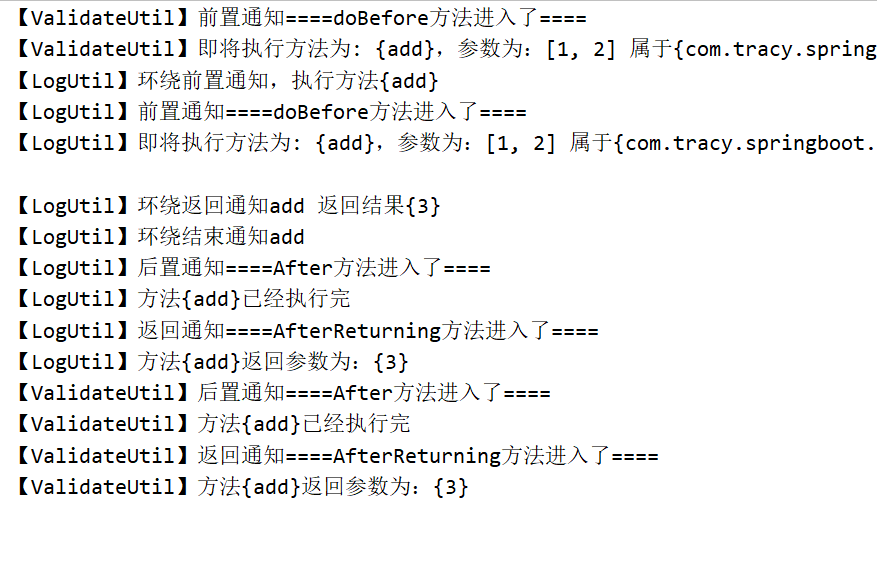 【ValidateUtil】前置通知====doBefore方法进入了====
【ValidateUtil】即将执行方法为: {add}，参数为：[1, 2] 属于{com.tracy.spring
【LogUtil】环绕前置通知，执行方法{add}
【LogUtil】前置通知====doBefore方法进入了====
【LogUtil】即将执行方法为: {add}，参数为：[1, 2] 属于{com.tracy.springboot.
【LogUtil】环绕返回通知add 返回结果{3}
【LogUtil】环绕结束通知add
【LogUtil】后置通知====After方法进入了====
【LogUtil】方法{add}已经执行完
【LogUtil】返回通知====AfterReturning方法进入了====
【LogUtil】方法{add}返回参数为：{3}
【ValidateUtil】后置通知====After方法进入了====
【ValidateUtil】方法{add}已经执行完
【ValidateUtil】返回通知====AfterReturning方法进入了====
【ValidateUtil】方法{add}返回参数为：{3}